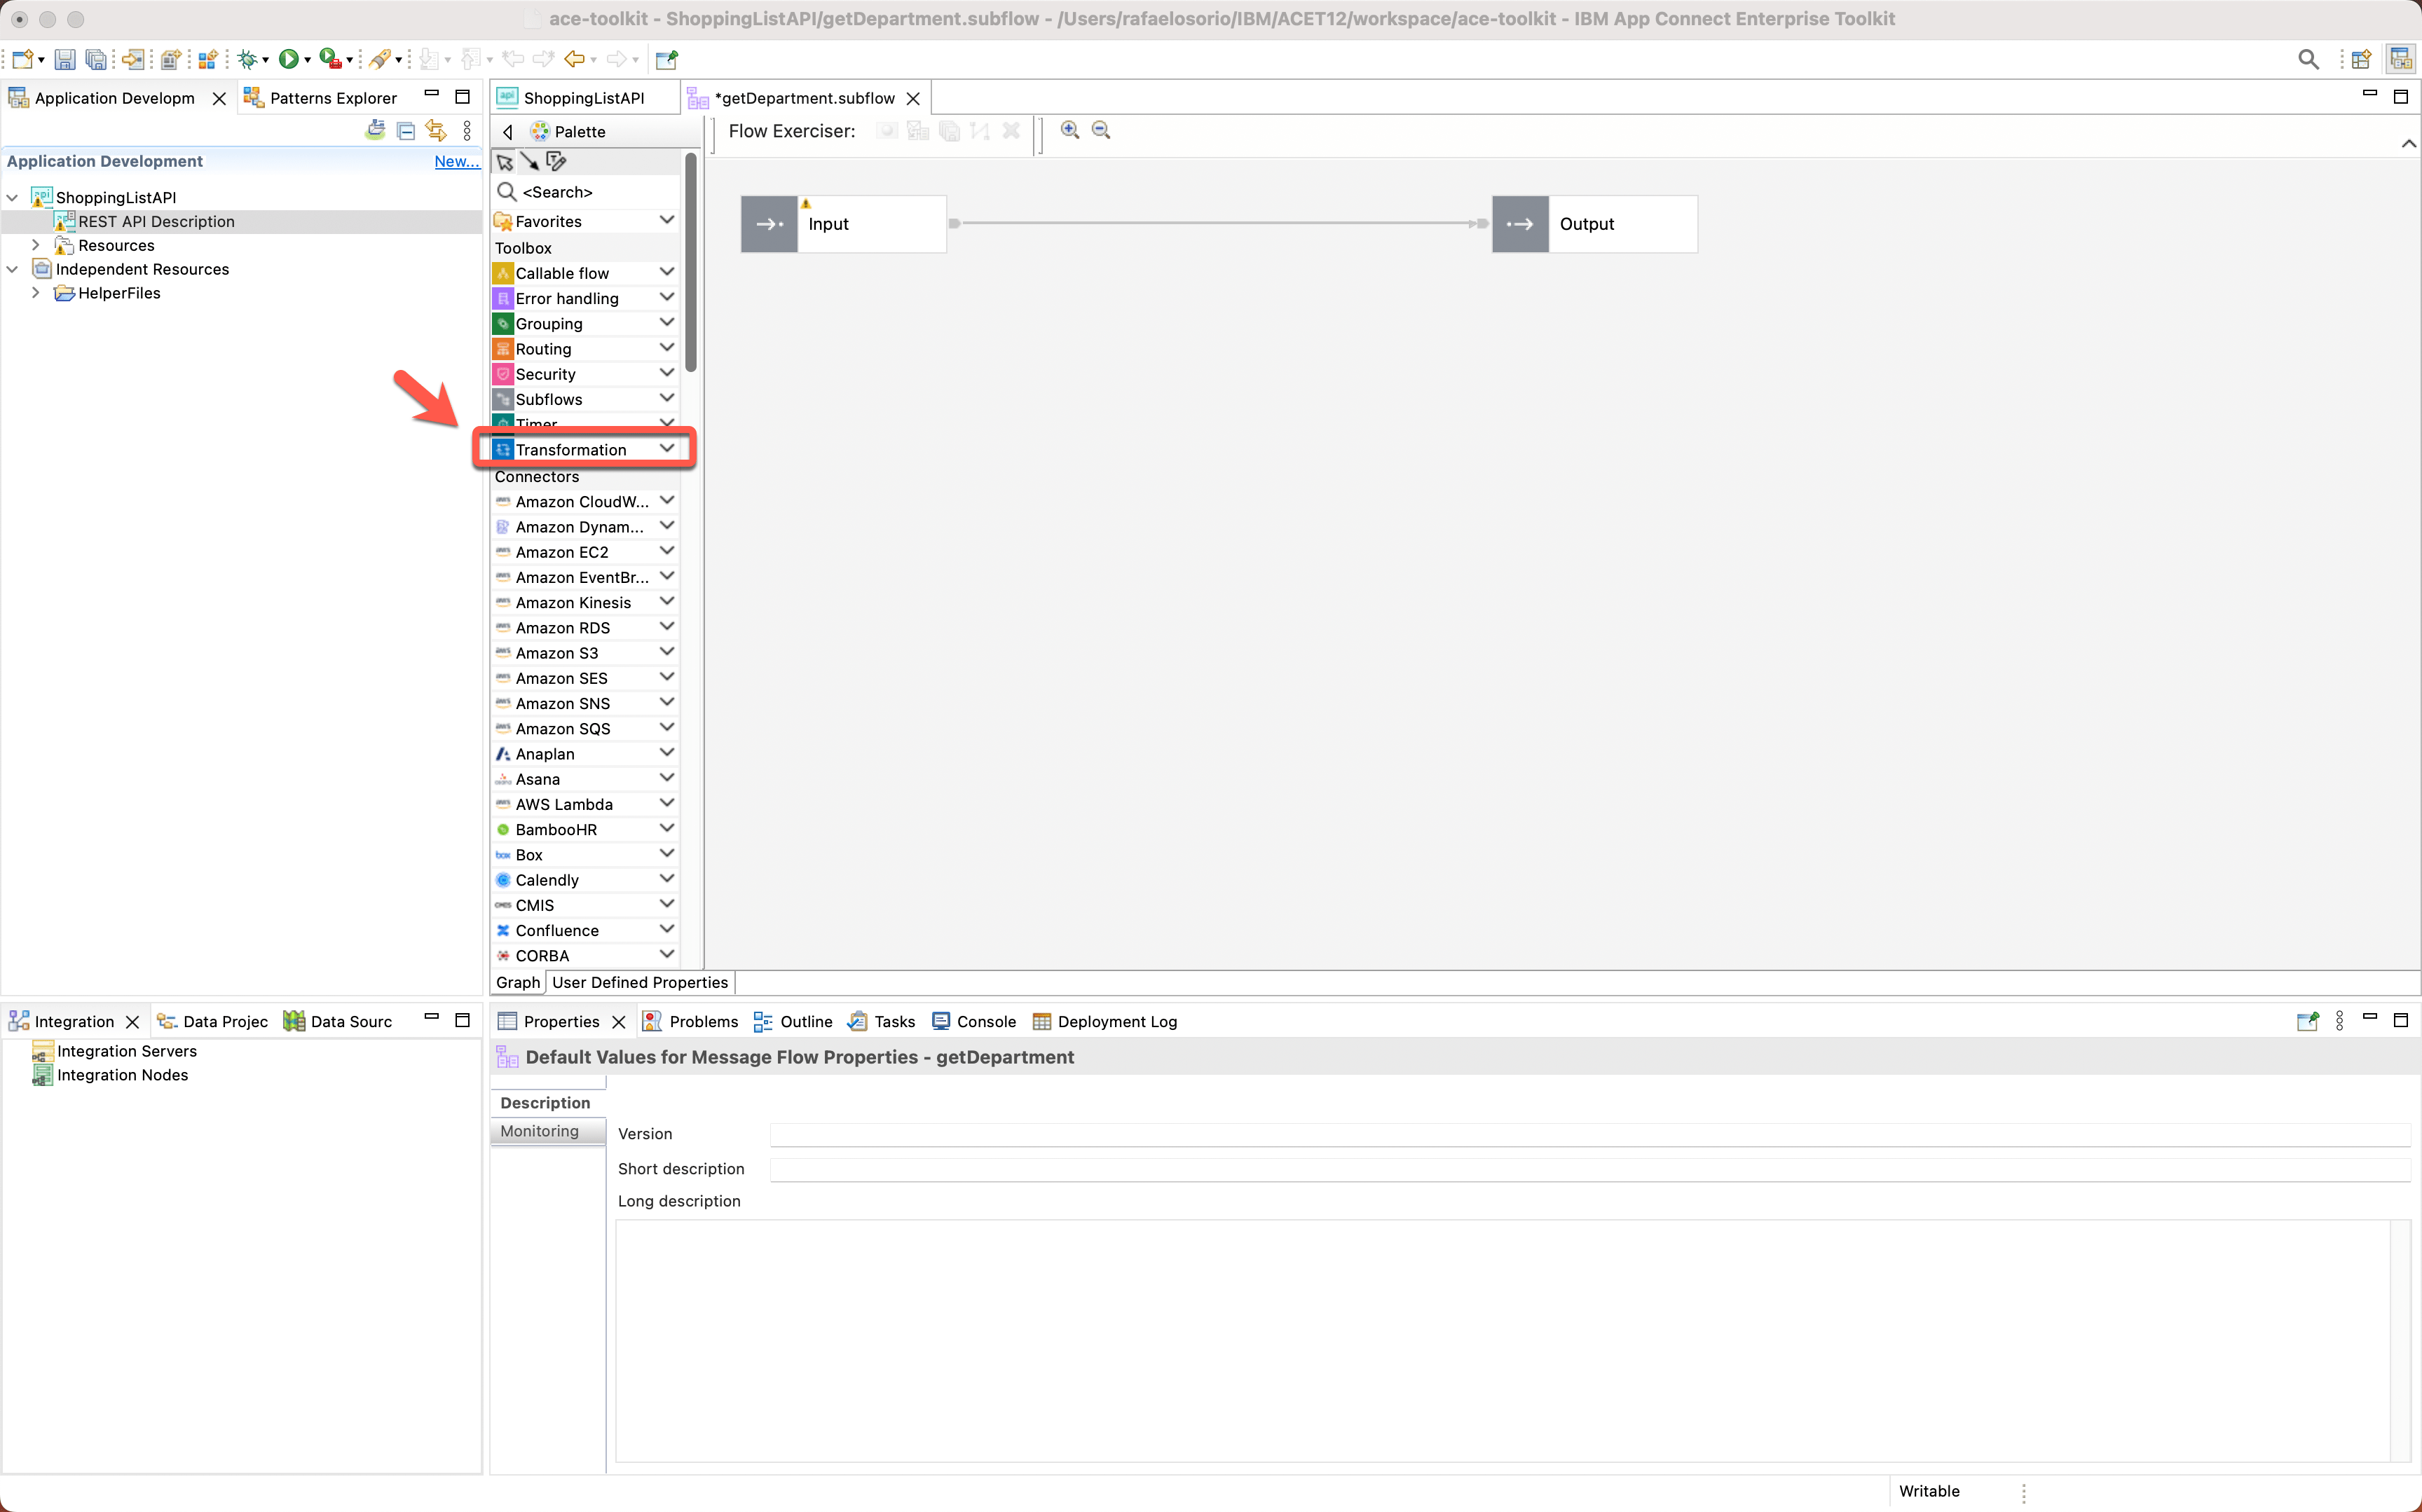 ace-toolkit - ShoppingListAPI/getDepartment.subflow - /Users/rafaelosorio/IBM/ACET12/workspace/ace-toolkit - IBM App Connect Enterprise Toolkit
Application Developm
Patterns Explorer
Application Development
New...
ShoppingListAPI
REST API Description
Resources
Independent Resources
HelperFiles
ShoppingListAPI
*getDepartment.subflow
Palette
Flow Exerciser:
<Search>
Favorites
Toolbox
Callable flow
Error handling
Grouping
Routing
Security
Subflows
Timer
Transformation
Connectors
Amazon CloudW...
Amazon Dynam...
Amazon EC2
Amazon EventBr...
Amazon Kinesis
Amazon RDS
Amazon S3
Amazon SES
Amazon SNS
Amazon SQS
Anaplan
Asana
AWS Lambda
BambooHR
Box
Calendly
CMIS
Confluence
CORBA
Input
Output
Graph
User Defined Properties
Integration
Data Projec
Data Sourc
Integration Servers
Integration Nodes
Properties
Problems
Outline
Tasks
Console
Deployment Log
Default Values for Message Flow Properties - getDepartment
Description
Monitoring
Version
Short description
Long description
Writable